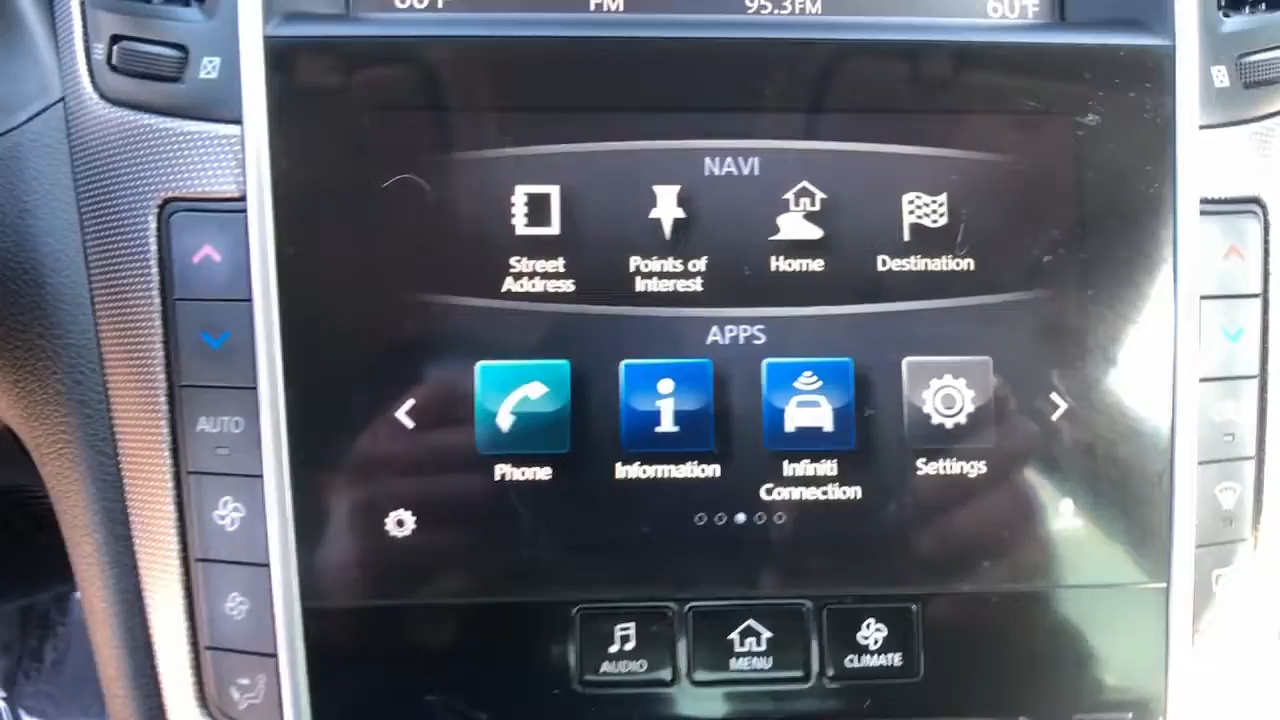 60°F FM 95.3FM 60°F
NAVI
Street Address
Points of Interest
Home
Destination
APPS
Phone
Information
Infiniti Connection
Settings
AUTO
AUDIO
MENU
CLIMATE